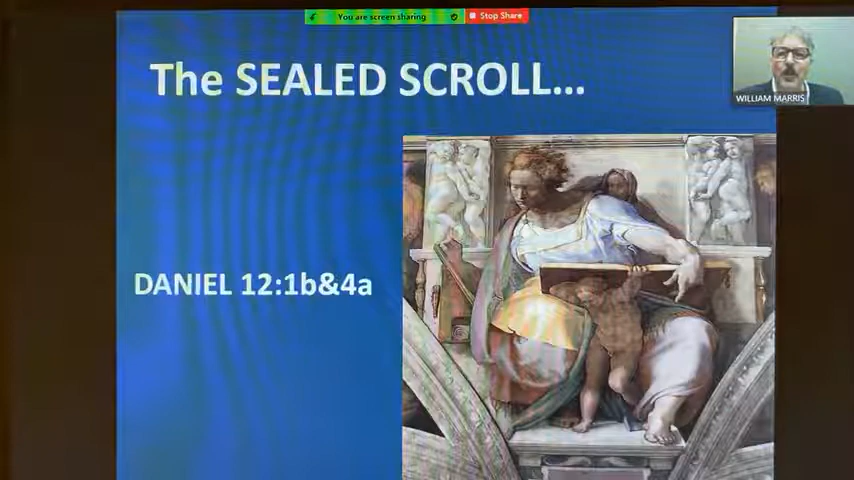 You are screen sharing
Stop Share
The SEALED SCROLL...
WILLIAM MARRIS
DANIEL 12:1b&4a